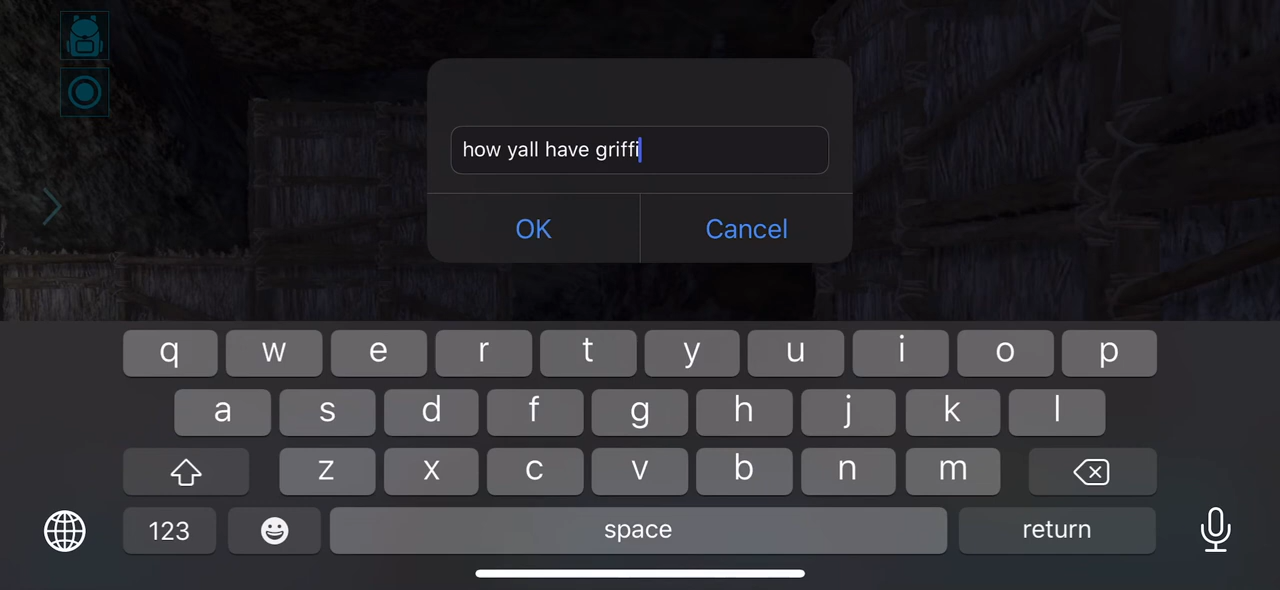 how yall have griffi
OK Cancel
q w e r t y u i o p
a s d f g h j k l
z x c v b n m
123 space return